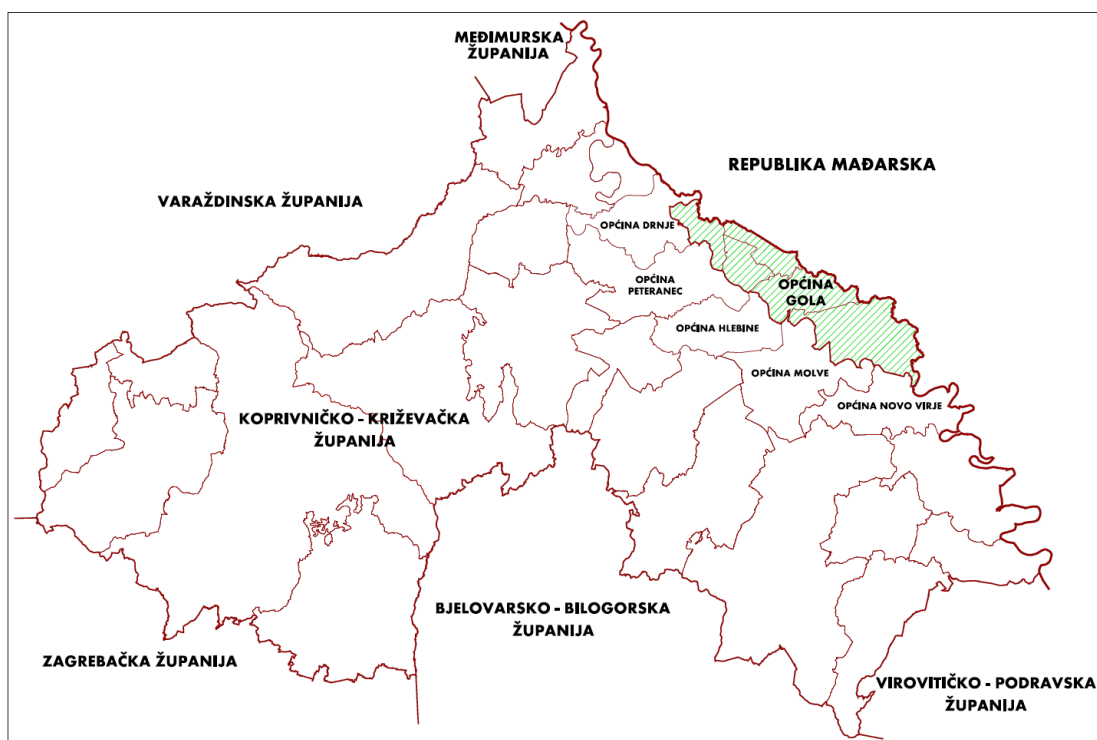 MEĐIMURSKA
ŽUPANIJA
REPUBLIKA MAĐARSKA
VARAŽDINSKA ŽUPANIJA
OPĆINA DRNJE
OPĆINA
PETERANEC
OPĆINA
GOLA
OPĆINA HLEBINE
OPĆINA MOLVE
OPĆINA NOVO VIRJE
KOPRIVNIČKO - KRIŽEVAČKA
ŽUPANIJA
BJELOVARSKO - BILOGORSKA
ŽUPANIJA
ZAGREBAČKA ŽUPANIJA
VIROVITIČKO - PODRAVSKA
ŽUPANIJA